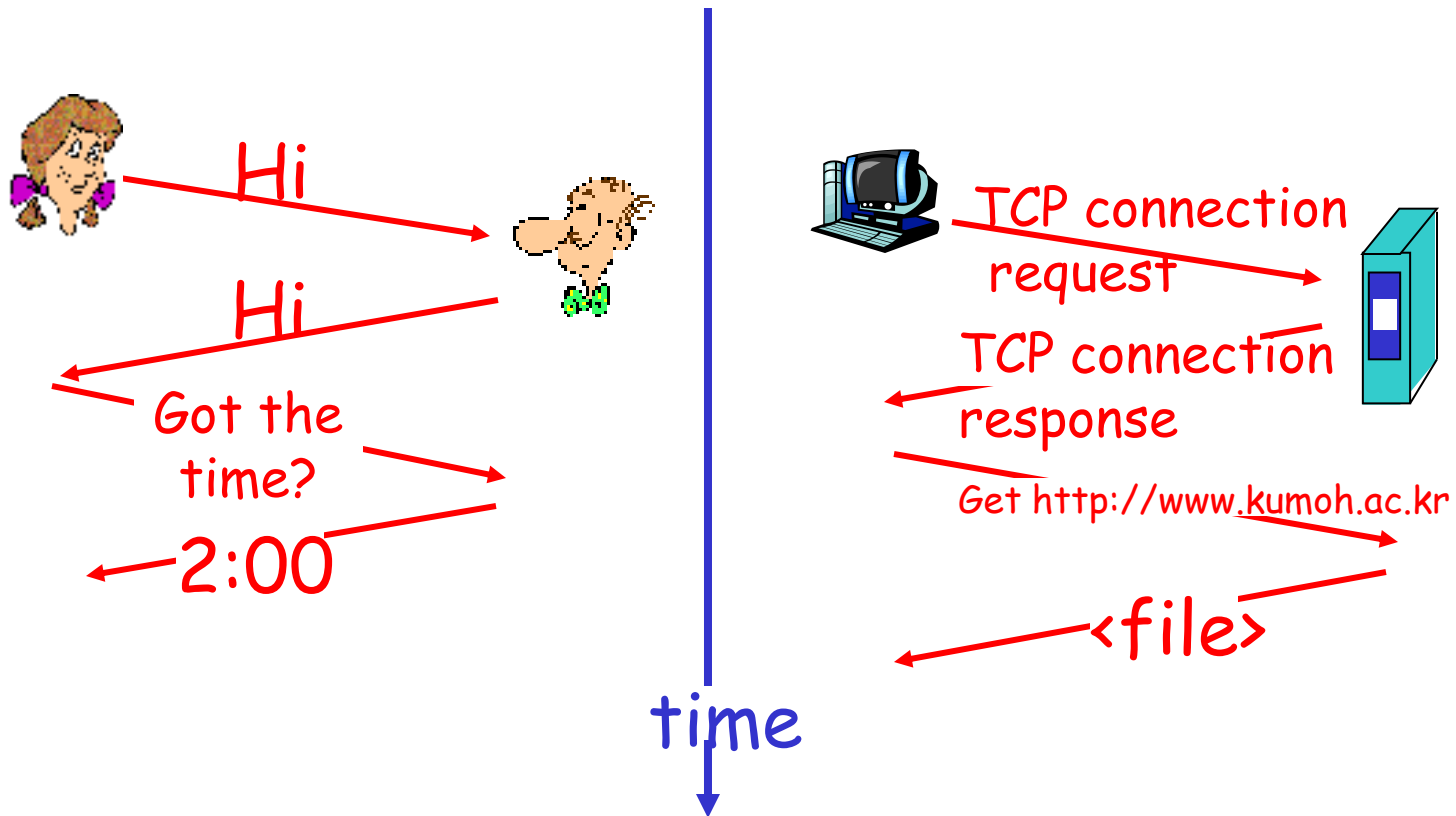 Hi
Hi
Got the
time?
2:00
TCP connection
request
TCP connection
response
Get http://www.kumoh.ac.kr
<file>
time